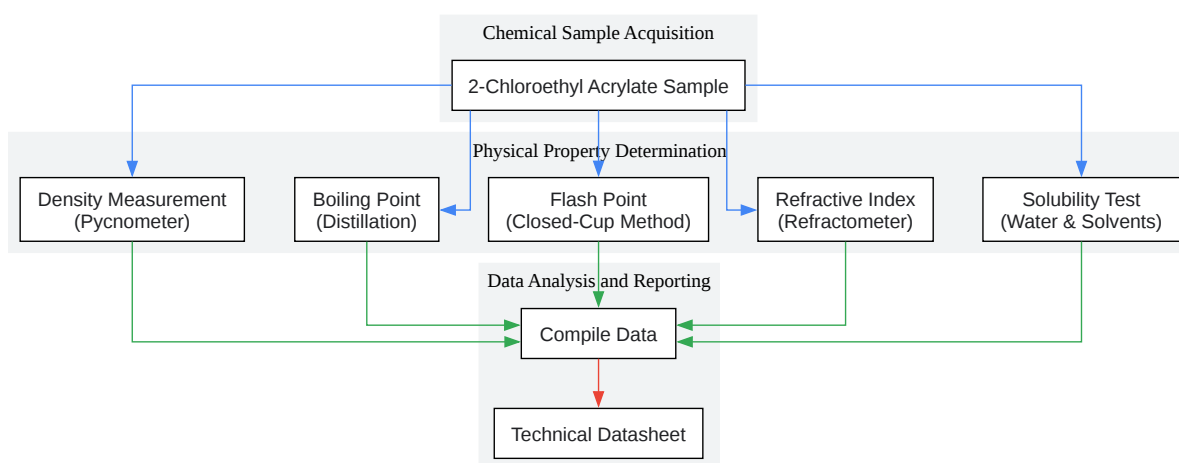 Chemical Sample Acquisition
2-Chloroethyl Acrylate Sample
Physical Property Determination
Density Measurement
(Pycnometer)
Boiling Point
(Distillation)
Flash Point
(Closed-Cup Method)
Refractive Index
(Refractometer)
Solubility Test
(Water & Solvents)
Data Analysis and Reporting
Compile Data
Technical Datasheet